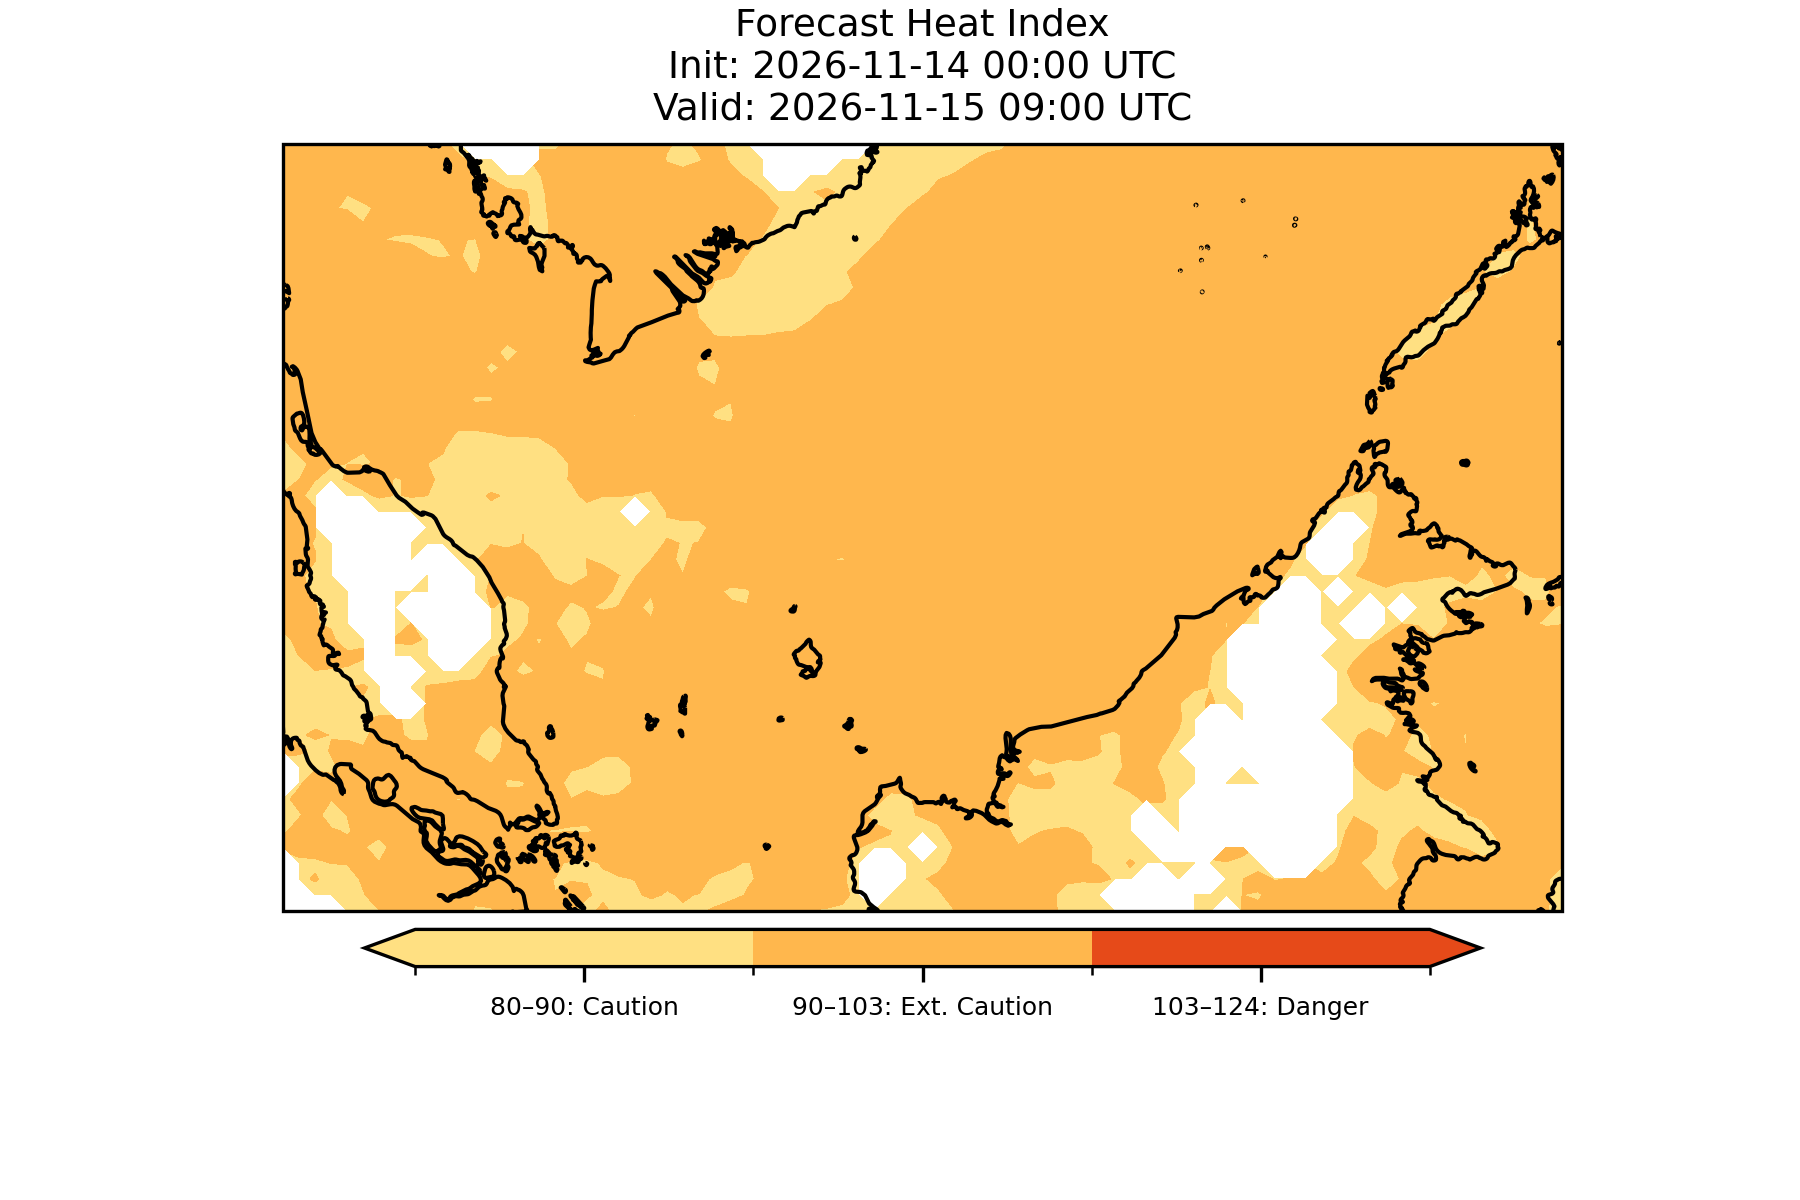 Forecast Heat Index
Init: 2026-11-14 00:00 UTC
Valid: 2026-11-15 09:00 UTC
80–90: Caution
90–103: Ext. Caution
103–124: Danger